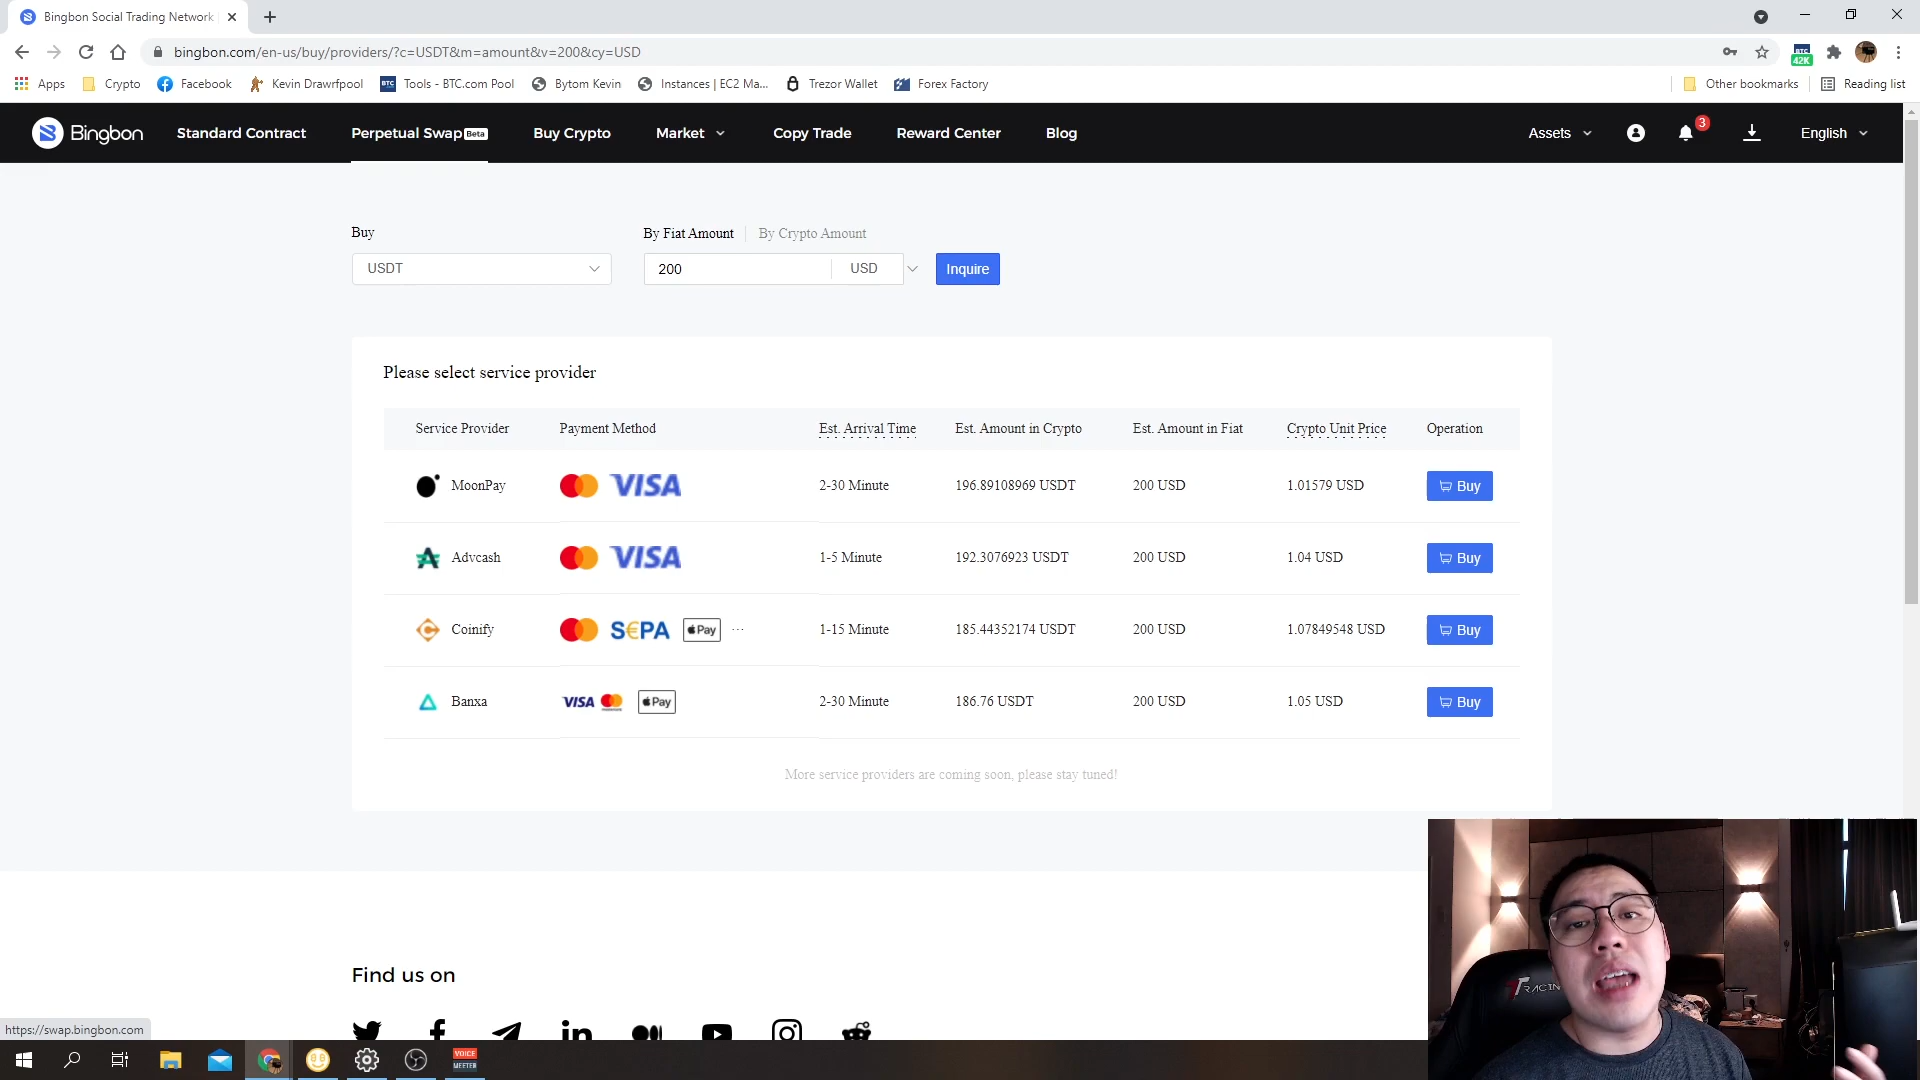 Bingbon Social Trading Network
bingbon.com/en-us/buy/providers/?c=USDT&m=amount&v=200&cy=USD
BTC
42K
Apps
Crypto
Facebook
Kevin Drawrfpool
BTC
Tools - BTC.com Pool
Bytom Kevin
Instances | EC2 Ma...
Trezor Wallet
Forex Factory
Other bookmarks
Reading list
Bingbon
Standard Contract
Perpetual Swap Beta
Buy Crypto
Market
Copy Trade
Reward Center
Blog
Assets
3
English
Buy
By Fiat Amount
By Crypto Amount
USDT
200
USD
Inquire
Please select service provider
Service Provider
Payment Method
Est. Arrival Time
Est. Amount in Crypto
Est. Amount in Fiat
Crypto Unit Price
Operation
MoonPay
VISA
2-30 Minute
196.89108969 USDT
200 USD
1.01579 USD
Buy
Advcash
VISA
1-5 Minute
192.3076923 USDT
200 USD
1.04 USD
Buy
Coinify
S€PA
Pay
...
1-15 Minute
185.44352174 USDT
200 USD
1.07849548 USD
Buy
Banxa
VISA
Pay
2-30 Minute
186.76 USDT
200 USD
1.05 USD
Buy
More service providers are coming soon, please stay tuned!
Find us on
https://swap.bingbon.com
VOICE
MEETER